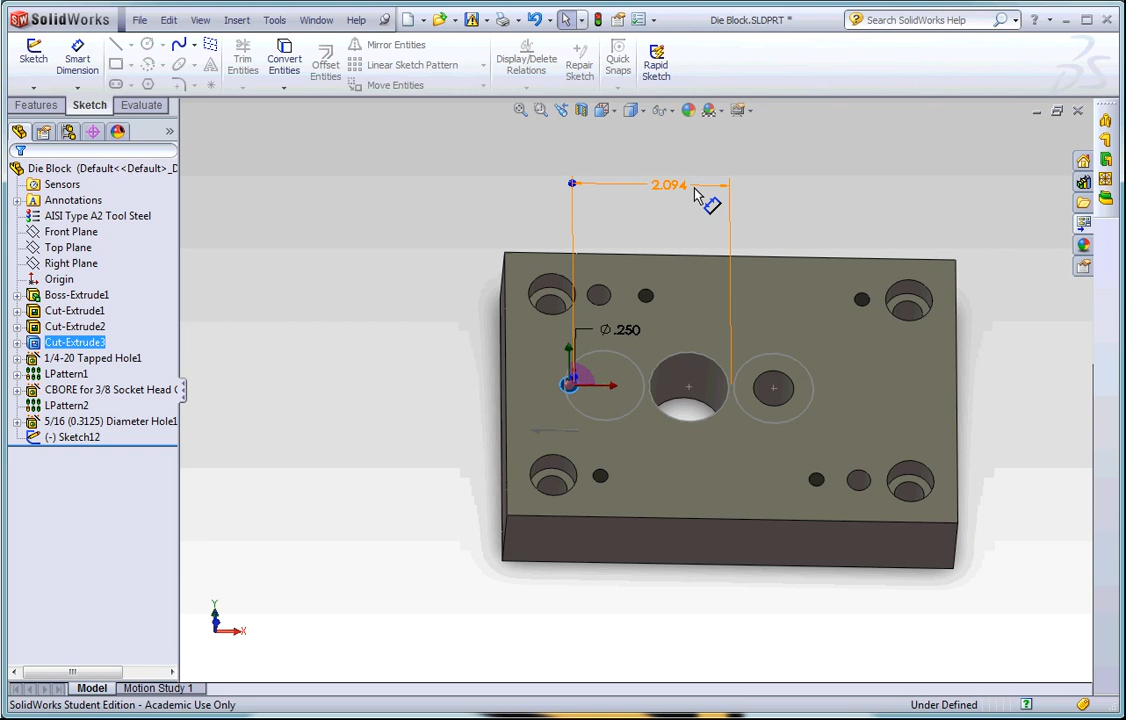 SolidWorks File Edit View Insert Tools Window Help Die Block.SLDPRT * Search SolidWorks Help
Sketch Smart Dimension Trim Entities Convert Entities Offset Entities Mirror Entities Linear Sketch Pattern Move Entities Display/Delete Relations Repair Sketch Quick Snaps Rapid Sketch
Features Sketch Evaluate
Die Block (Default<<Default>_D
Sensors
Annotations
AISI Type A2 Tool Steel
Front Plane
Top Plane
Right Plane
Origin
Boss-Extrude1
Cut-Extrude1
Cut-Extrude2
Cut-Extrude3
1/4-20 Tapped Hole1
LPattern1
CBORE for 3/8 Socket Head C
LPattern2
5/16 (0.3125) Diameter Hole1
(-) Sketch12
2.094
Ø .250
Y
X
Model Motion Study 1
SolidWorks Student Edition - Academic Use Only Under Defined